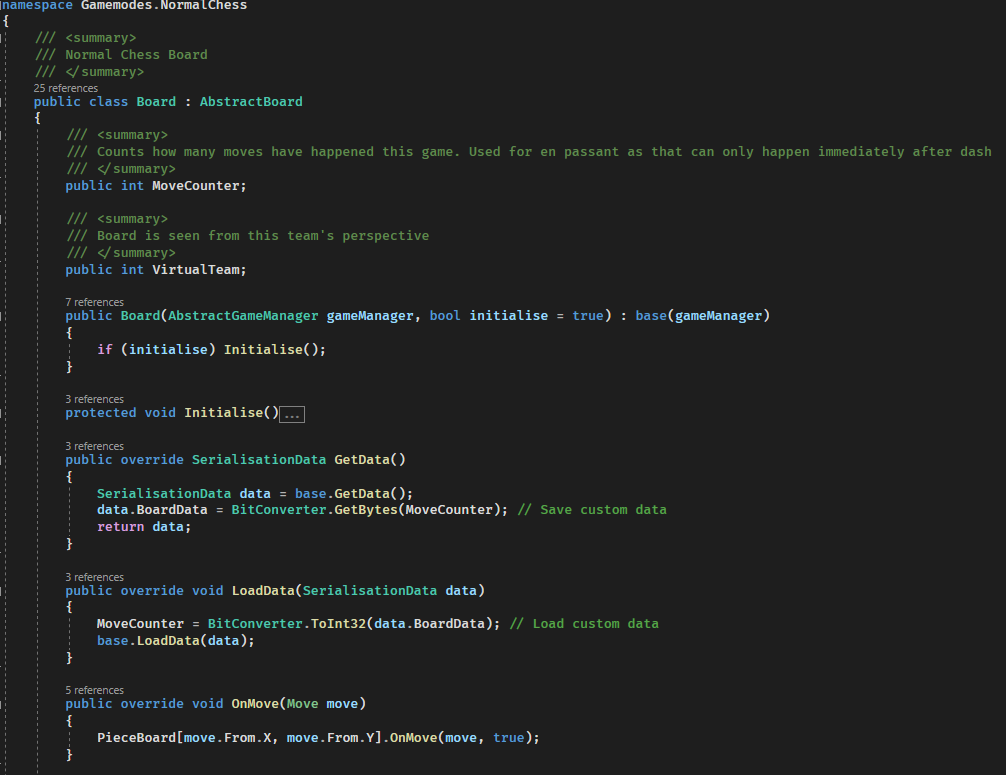 namespace Gamemodes.NormalChess
{
/// <summary>
/// Normal Chess Board
/// </summary>
25 references
public class Board : AbstractBoard
{
/// <summary>
/// Counts how many moves have happened this game. Used for en passant as that can only happen immediately after dash
/// </summary>
public int MoveCounter;
/// <summary>
/// Board is seen from this team's perspective
/// </summary>
public int VirtualTeam;
7 references
public Board(AbstractGameManager gameManager, bool initialise = true) : base(gameManager)
{
if (initialise) Initialise();
}
3 references
protected void Initialise()...
3 references
public override SerialisationData GetData()
{
SerialisationData data = base.GetData();
data.BoardData = BitConverter.GetBytes(MoveCounter); // Save custom data
return data;
}
3 references
public override void LoadData(SerialisationData data)
{
MoveCounter = BitConverter.ToInt32(data.BoardData); // Load custom data
base.LoadData(data);
}
5 references
public override void OnMove(Move move)
{
PieceBoard[move.From.X, move.From.Y].OnMove(move, true);
}